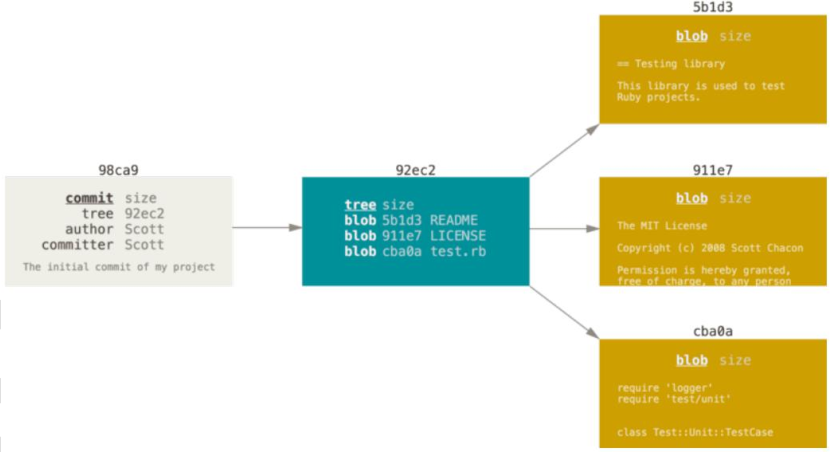 98ca9
commit size
tree 92ec2
author Scott
committer Scott
The initial commit of my project
92ec2
tree size
blob 5b1d3 README
blob 911e7 LICENSE
blob cba0a test.rb
5b1d3
blob size
== Testing library
This library is used to test
Ruby projects.
911e7
blob size
The MIT License
Copyright (c) 2008 Scott Chacon
Permission is hereby granted,
free of charge, to any person
cba0a
blob size
require 'logger'
require 'test/unit'
class Test::Unit::TestCase